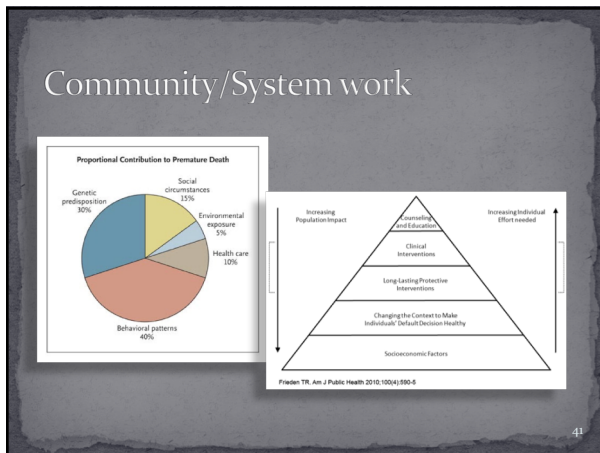 Community/System work
Proportional Contribution to Premature Death
Genetic
predisposition
30%
Social
circumstances
15%
Environmental
exposure
5%
Health care
10%
Behavioral patterns
40%
Increasing
Population Impact
Increasing Individual
Effort needed
Counseling
and Education
Clinical
Interventions
Long-Lasting Protective
Interventions
Changing the Context to Make
Individuals' Default Decision Healthy
Socioeconomic Factors
Frieden TR. Am J Public Health 2010;100(4):590-5
41